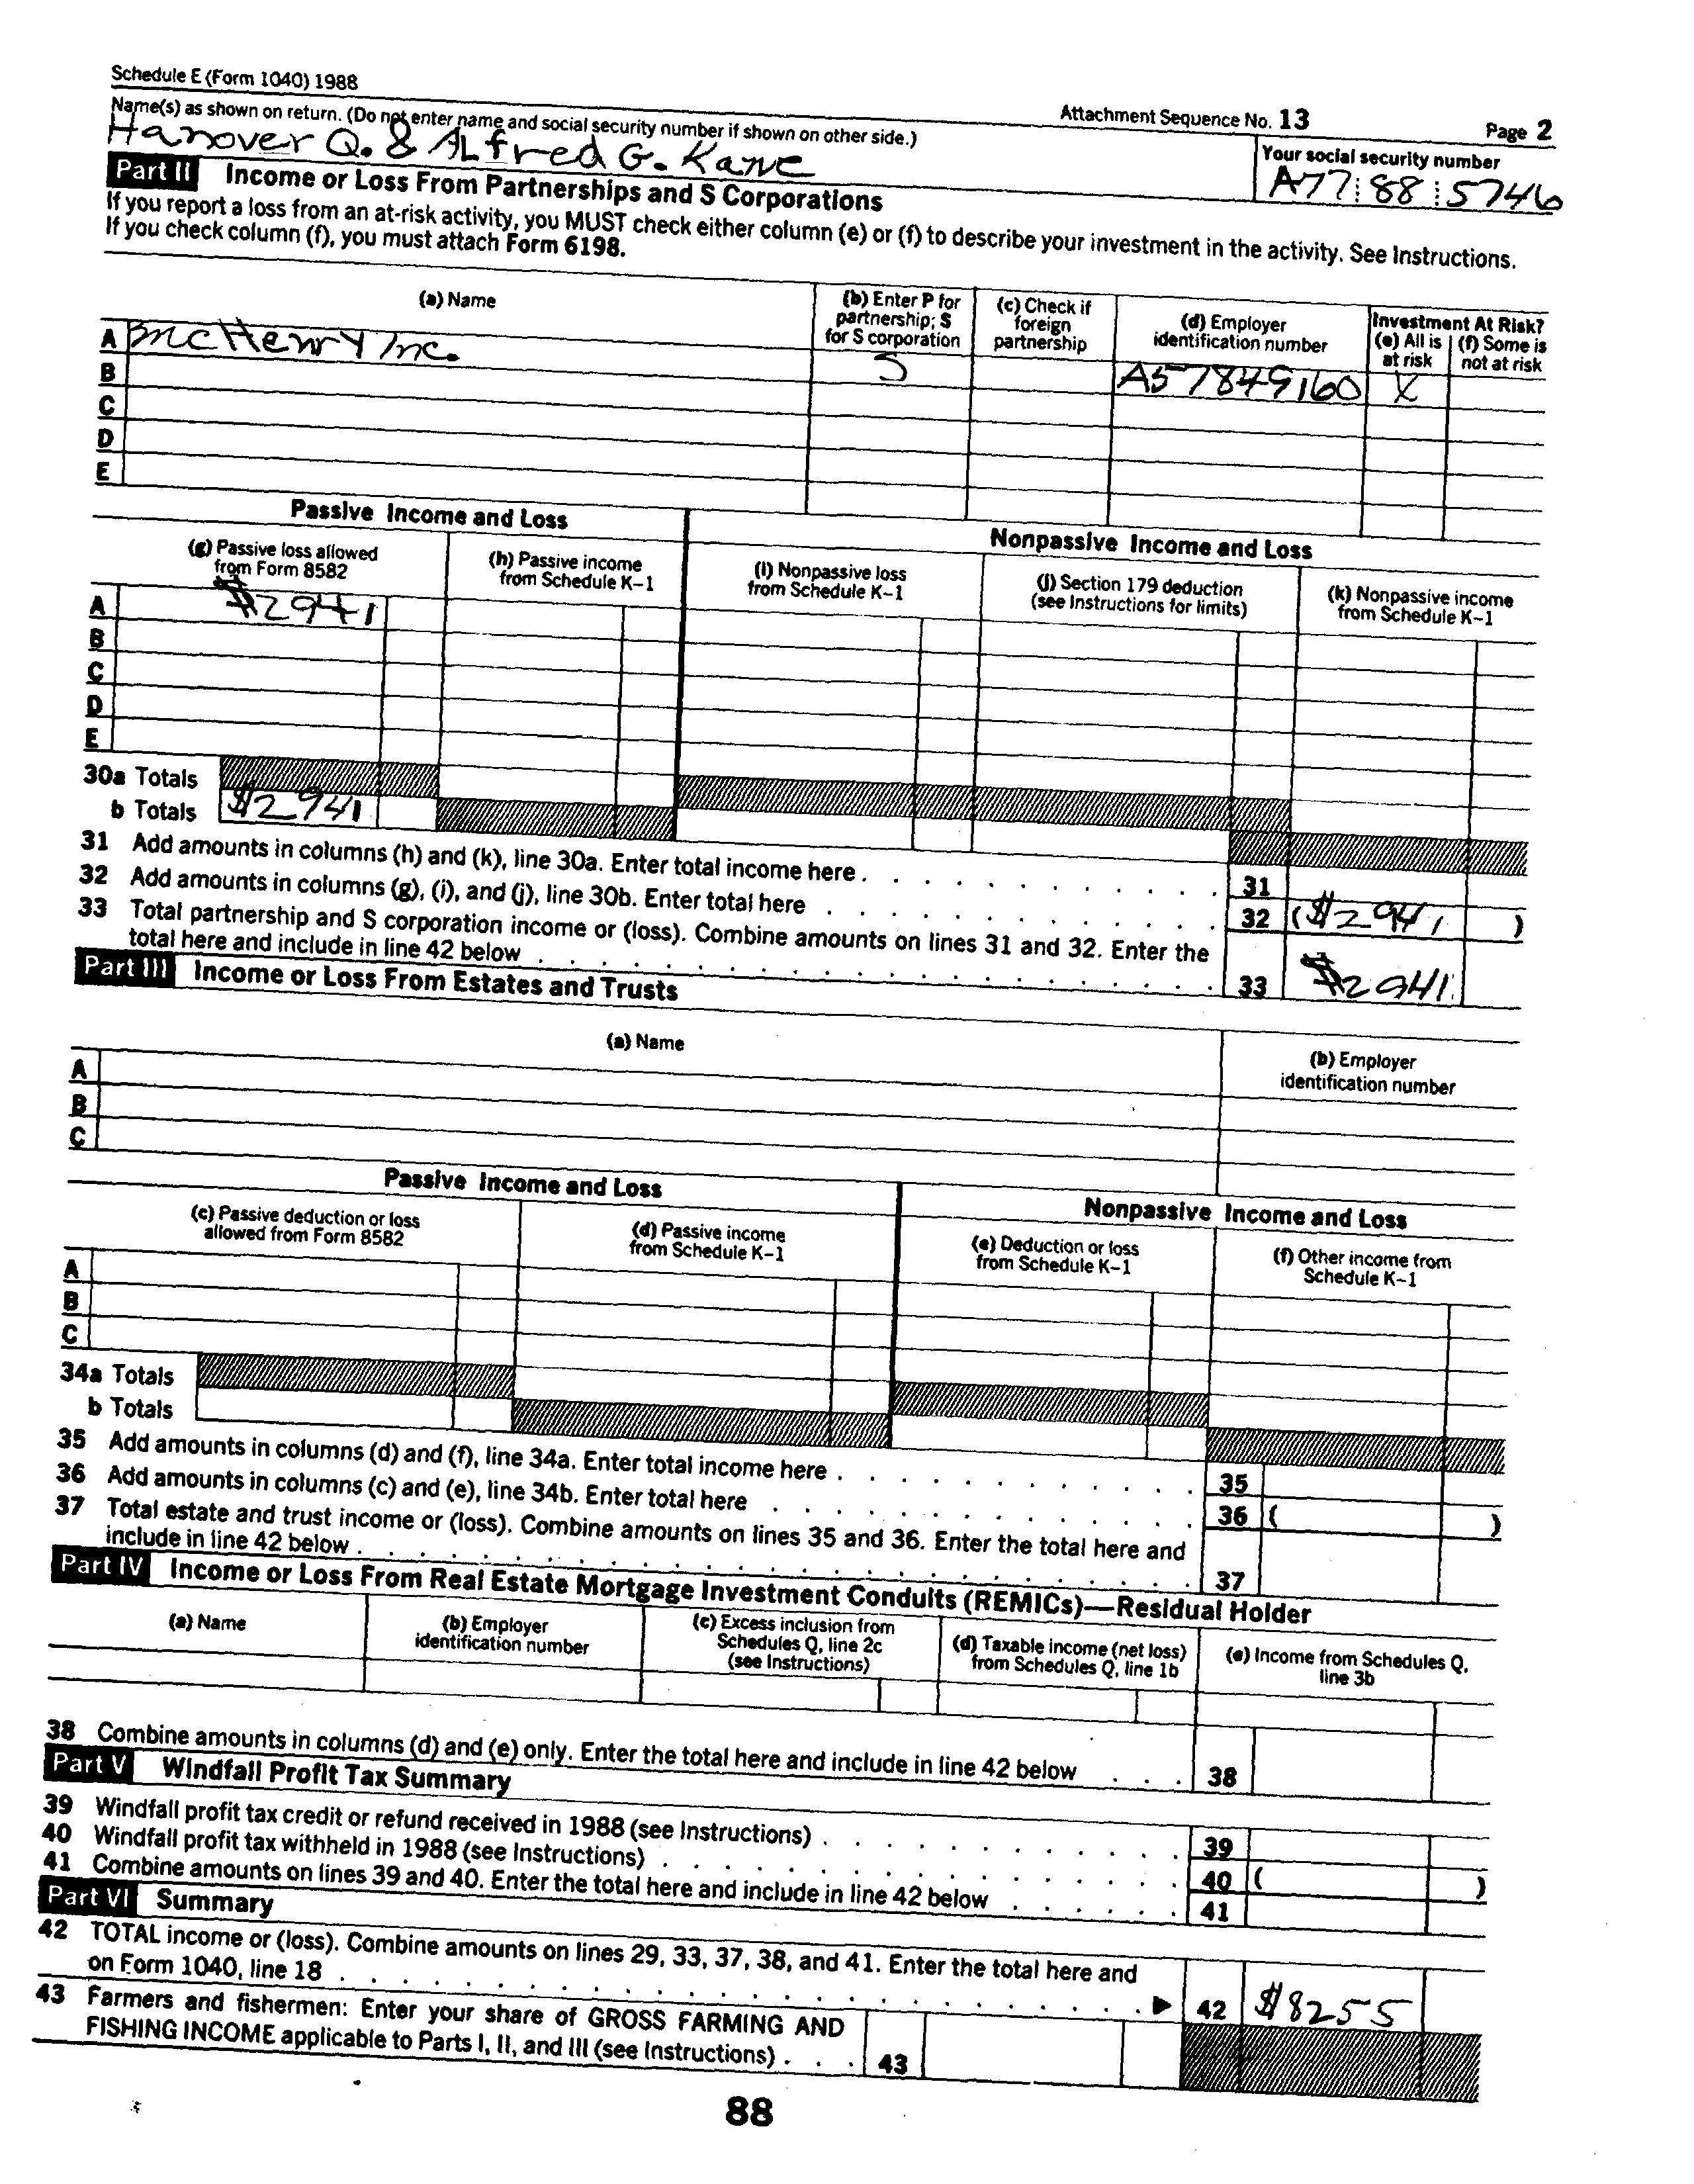 Schedule E (Form 1040) 1988
Attachment Sequence No. 13
Page 2
Name(s) as shown on return. (Do not enter name and social security number if shown on other side.)
Hanover Q. & ALfred G. Kane
Your social security number
A77 88 5746
Part II Income or Loss From Partnerships and S Corporations
If you report a loss from an at-risk activity, you MUST check either column (e) or (f) to describe your investment in the activity. See Instructions.
If you check column (f), you must attach Form 6198.
(a) Name
(b) Enter P for partnership; S for S corporation
(c) Check if foreign partnership
(d) Employer identification number
Investment At Risk?
(e) All is at risk
(f) Some is not at risk
A McHenry Inc. S A57849160 X
B
C
D
E
Passive Income and Loss
Nonpassive Income and Loss
(g) Passive loss allowed from Form 8582
(h) Passive income from Schedule K-1
(i) Nonpassive loss from Schedule K-1
(j) Section 179 deduction (see Instructions for limits)
(k) Nonpassive income from Schedule K-1
A $2941
B
C
D
E
30a Totals
b Totals $2941
31 Add amounts in columns (h) and (k), line 30a. Enter total income here . . . 31
32 Add amounts in columns (g), (i), and (j), line 30b. Enter total here . . . 32 ($2941)
33 Total partnership and S corporation income or (loss). Combine amounts on lines 31 and 32. Enter the
total here and include in line 42 below . . . 33 $2941
Part III Income or Loss From Estates and Trusts
(a) Name
(b) Employer identification number
A
B
C
Passive Income and Loss
Nonpassive Income and Loss
(c) Passive deduction or loss allowed from Form 8582
(d) Passive income from Schedule K-1
(e) Deduction or loss from Schedule K-1
(f) Other income from Schedule K-1
A
B
C
34a Totals
b Totals
35 Add amounts in columns (d) and (f), line 34a. Enter total income here . . . 35
36 Add amounts in columns (c) and (e), line 34b. Enter total here . . . 36 ( )
37 Total estate and trust income or (loss). Combine amounts on lines 35 and 36. Enter the total here and
include in line 42 below . . . 37
Part IV Income or Loss From Real Estate Mortgage Investment Conduits (REMICs)—Residual Holder
(a) Name
(b) Employer identification number
(c) Excess inclusion from Schedules Q, line 2c (see Instructions)
(d) Taxable income (net loss) from Schedules Q, line 1b
(e) Income from Schedules Q, line 3b
38 Combine amounts in columns (d) and (e) only. Enter the total here and include in line 42 below . . . 38
Part V Windfall Profit Tax Summary
39 Windfall profit tax credit or refund received in 1988 (see Instructions) . . . 39
40 Windfall profit tax withheld in 1988 (see Instructions) . . . 40 ( )
41 Combine amounts on lines 39 and 40. Enter the total here and include in line 42 below . . . 41
Part VI Summary
42 TOTAL income or (loss). Combine amounts on lines 29, 33, 37, 38, and 41. Enter the total here and
on Form 1040, line 18 . . . ▶ 42 $8255
43 Farmers and fishermen: Enter your share of GROSS FARMING AND
FISHING INCOME applicable to Parts I, II, and III (see Instructions) . . . 43
88